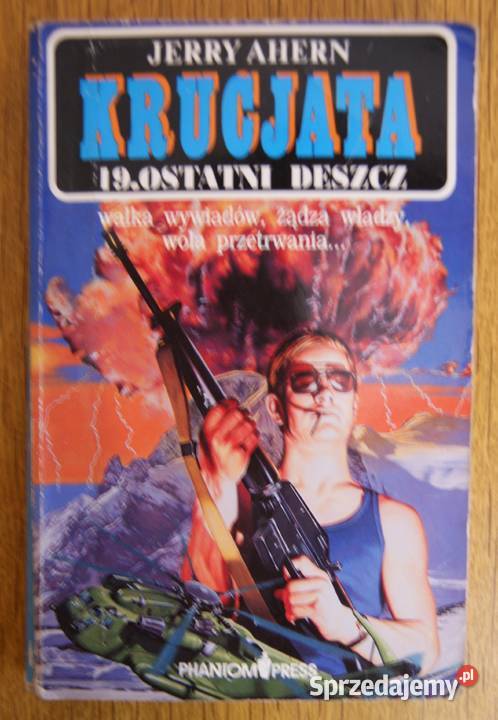 JERRY AHERN
KRUCJATA
19.OSTATNI DESZCZ
walka wywiadów, żądza władzy,
wola przetrwania...
PHANTOM PRESS
Sprzedajemy.pl